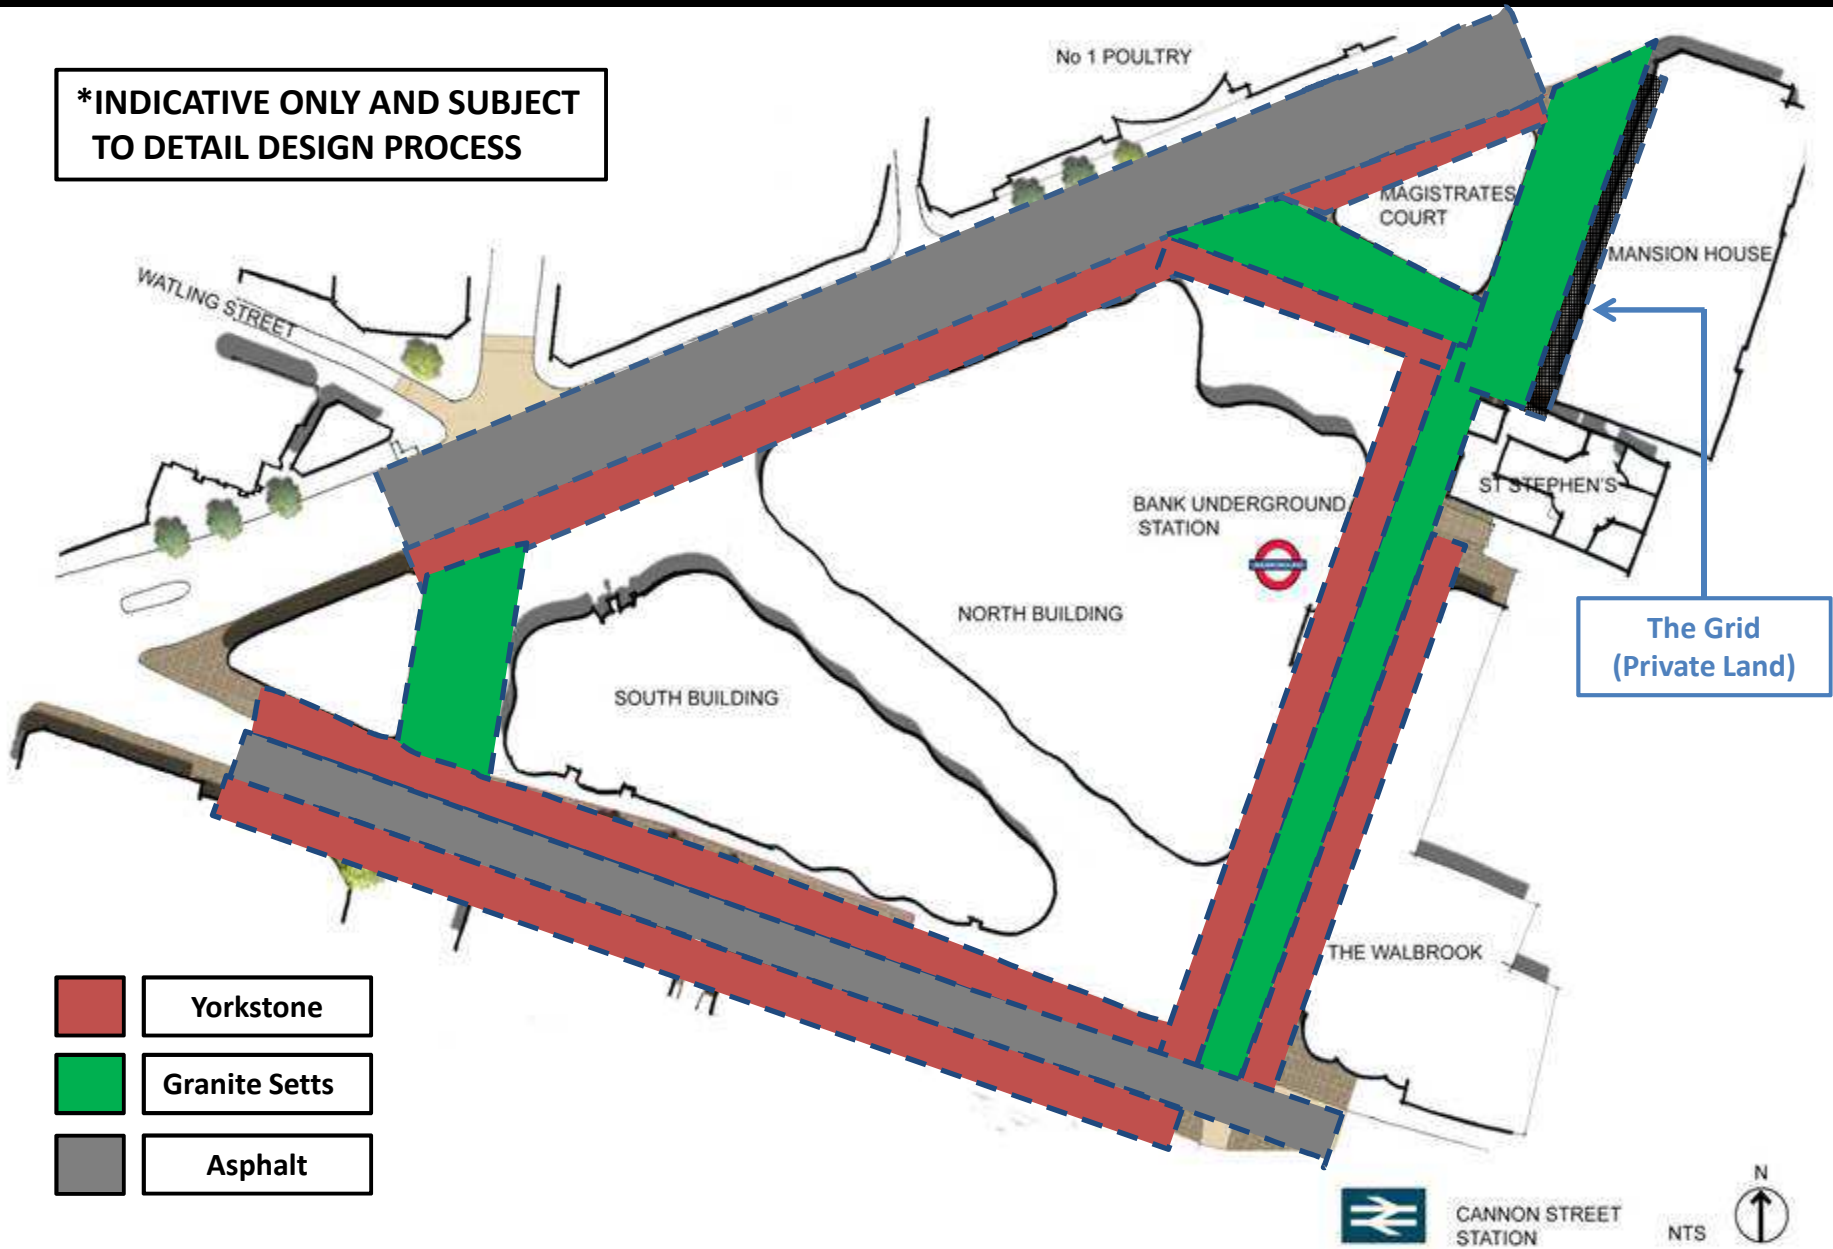 *INDICATIVE ONLY AND SUBJECT
TO DETAIL DESIGN PROCESS
No 1 POULTRY
WATLING STREET
MAGISTRATES
COURT
MANSION HOUSE
ST STEPHEN'S
BANK UNDERGROUND
STATION
UNDERGROUND
NORTH BUILDING
SOUTH BUILDING
The Grid
(Private Land)
THE WALBROOK
Yorkstone
Granite Setts
Asphalt
CANNON STREET
STATION
NTS
N